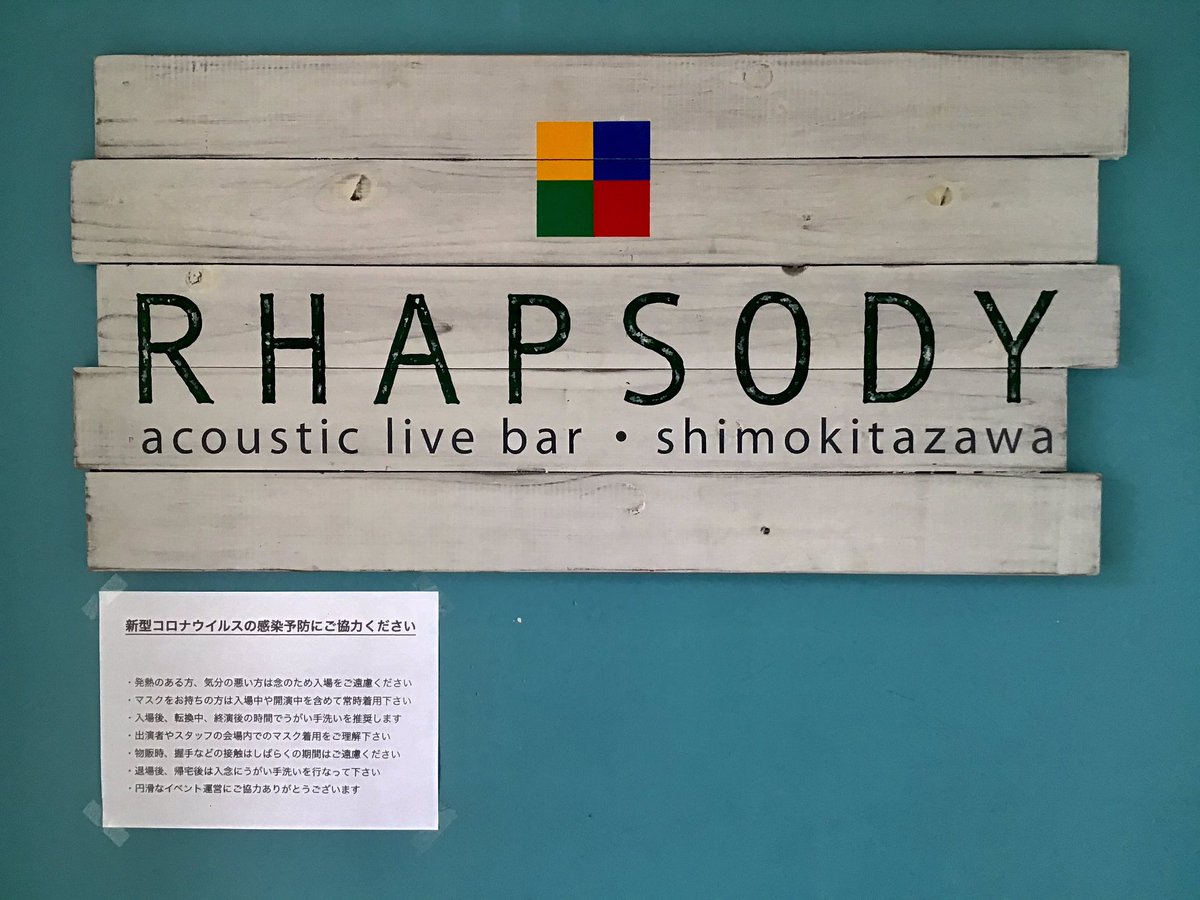 RHAPSODY
acoustic live bar・shimokitazawa
新型コロナウイルスの感染予防にご協力ください
・発熱のある方、気分の悪い方は念のため入場をご遠慮ください
・マスクをお持ちの方は入場中や開演中を含めて常時着用下さい
・入場後、転換中、終演後の時間でうがい手洗いを推奨します
・出演者やスタッフの会場内でのマスク着用をご理解下さい
・物販時、握手などの接触はしばらくの期間はご遠慮ください
・退場後、帰宅後は入念にうがい手洗いを行なって下さい
・円滑なイベント運営にご協力ありがとうございます